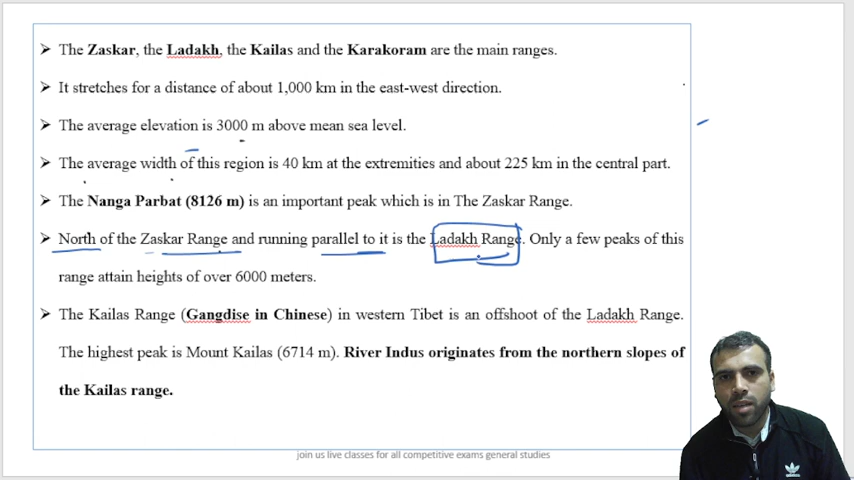 ➢ The Zaskar, the Ladakh, the Kailas and the Karakoram are the main ranges.
➢ It stretches for a distance of about 1,000 km in the east-west direction.
➢ The average elevation is 3000 m above mean sea level.
➢ The average width of this region is 40 km at the extremities and about 225 km in the central part.
➢ The Nanga Parbat (8126 m) is an important peak which is in The Zaskar Range.
➢ North of the Zaskar Range and running parallel to it is the Ladakh Range. Only a few peaks of this
range attain heights of over 6000 meters.
➢ The Kailas Range (Gangdise in Chinese) in western Tibet is an offshoot of the Ladakh Range.
The highest peak is Mount Kailas (6714 m). River Indus originates from the northern slopes of
the Kailas range.
join us live classes for all competitive exams general studies
adidas